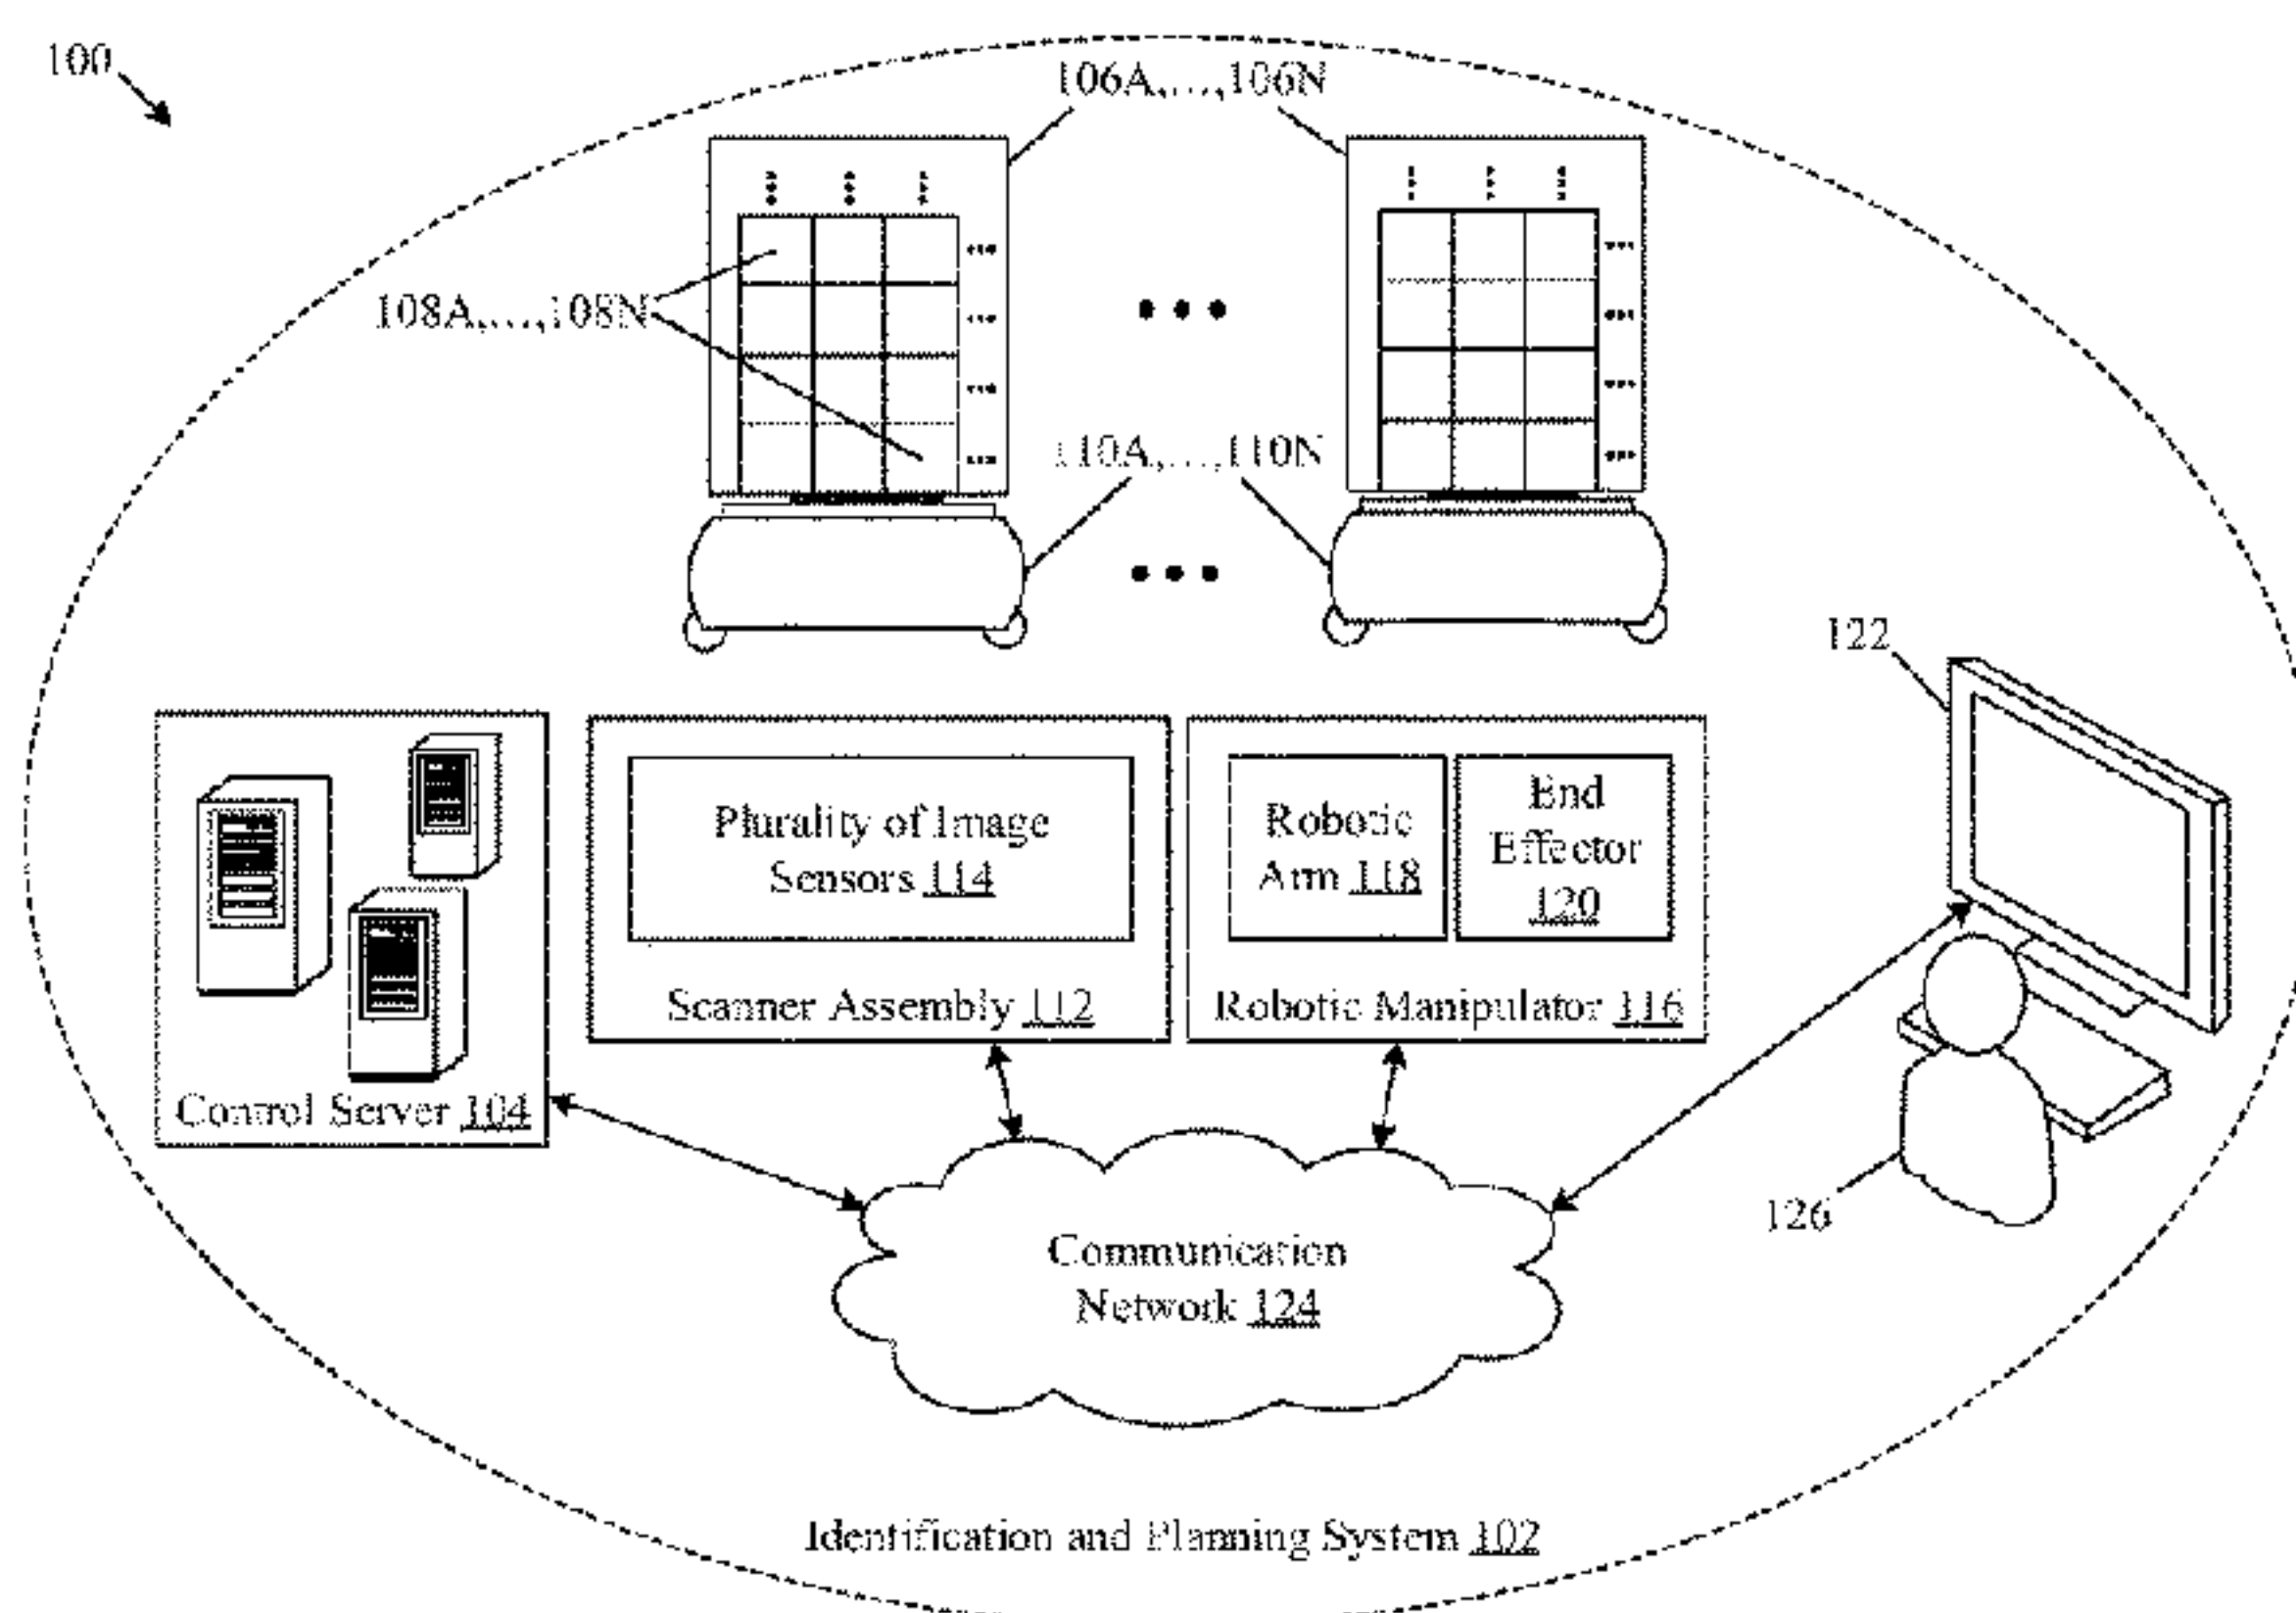 100
106A,...,106N
108A,...,108N
110A,...,110N
122
Plurality of Image
Sensors 114
Scanner Assembly 112
Robotic
Arm 118
End
Effector
120
Robotic Manipulator 116
Control Server 104
126
Communication
Network 124
Identification and Planning System 102